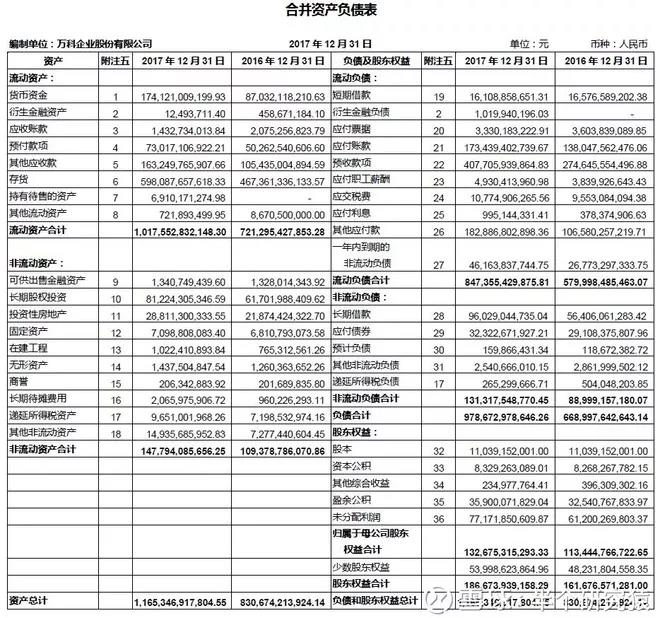 合并资产负债表
编制单位：万科企业股份有限公司 2017 年 12 月 31 日 单位：元 币种：人民币
资产 附注五 2017 年 12 月 31 日 2016 年 12 月 31 日 负债及股东权益 附注五 2017 年 12 月 31 日 2016 年 12 月 31 日
流动资产： 流动负债：
货币资金 1 174,121,009,199.93 87,032,118,210.63 短期借款 19 16,108,858,651.31 16,576,589,202.38
衍生金融资产 2 12,493,711.40 458,671,184.10 衍生金融负债 2 1,019,940,196.03 -
应收账款 3 1,432,734,013.84 2,075,256,823.79 应付票据 20 3,330,183,222.91 3,603,839,089.85
预付款项 4 73,017,106,922.21 50,262,540,606.60 应付账款 21 173,439,402,739.67 138,047,562,476.06
其他应收款 5 163,249,765,907.66 105,435,004,894.59 预收款项 22 407,705,939,864.83 274,645,554,496.88
存货 6 598,087,657,618.33 467,361,336,133.57 应付职工薪酬 23 4,930,413,960.98 3,839,926,643.43
持有待售的资产 7 6,910,171,274.98 - 应交税费 24 10,774,906,265.56 9,553,084,094.38
其他流动资产 8 721,893,499.95 8,670,500,000.00 应付利息 25 995,144,331.41 378,374,906.63
流动资产合计 1,017,552,832,148.30 721,295,427,853.28 其他应付款 26 182,886,802,898.36 106,580,257,219.71
一年内到期的
非流动资产： 非流动负债 27 46,163,837,744.75 26,773,297,333.75
可供出售金融资产 9 1,340,749,439.60 1,328,014,343.92 流动负债合计 847,355,429,875.81 579,998,485,463.07
长期股权投资 10 81,224,305,346.59 61,701,988,409.62 非流动负债：
投资性房地产 11 28,811,300,333.55 21,874,424,322.70 长期借款 28 96,029,044,735.04 56,406,061,283.42
固定资产 12 7,098,808,083.40 6,810,793,073.58 应付债券 29 32,322,671,927.21 29,108,375,807.96
在建工程 13 1,022,410,893.84 765,312,561.26 预计负债 30 159,866,431.34 118,672,382.72
无形资产 14 1,437,504,847.54 1,260,363,652.26 其他非流动负债 31 2,540,666,010.15 2,861,999,502.12
商誉 15 206,342,883.92 201,689,835.80 递延所得税负债 17 265,299,666.71 504,048,203.85
长期待摊费用 16 2,065,975,906.72 960,226,293.11 非流动负债合计 131,317,548,770.45 88,999,157,180.07
递延所得税资产 17 9,651,001,968.26 7,198,532,974.16 负债合计 978,672,978,646.26 668,997,642,643.14
其他非流动资产 18 14,935,685,952.83 7,277,440,604.45 股东权益：
非流动资产合计 147,794,085,656.25 109,378,786,070.86 股本 32 11,039,152,001.00 11,039,152,001.00
资本公积 33 8,329,263,089.01 8,268,267,782.15
其他综合收益 34 234,977,764.41 396,309,302.16
盈余公积 35 35,900,071,829.04 32,540,767,833.97
未分配利润 36 77,171,850,609.87 61,200,269,803.37
归属于母公司股东
权益合计 132,675,315,293.33 113,444,766,722.65
少数股东权益 53,998,623,864.96 48,231,804,558.35
股东权益合计 186,673,939,158.29 161,676,571,281.00
资产总计 1,165,346,917,804.55 830,674,213,924.14 负债和股东权益总计